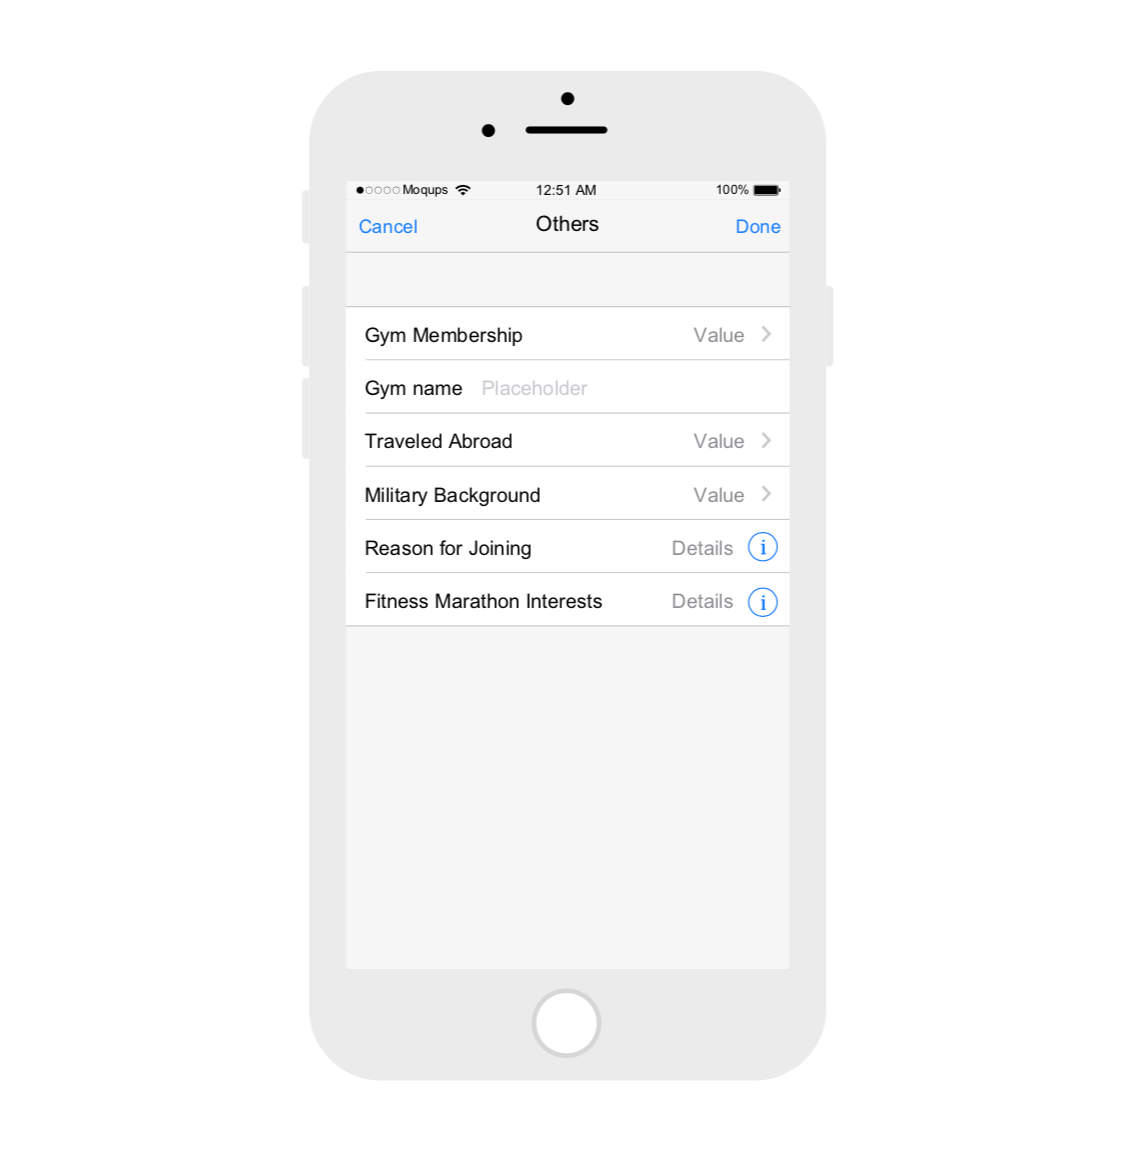 Moqups 12:51 AM 100%
Cancel Others Done
Gym Membership Value
Gym name Placeholder
Traveled Abroad Value
Military Background Value
Reason for Joining Details i
Fitness Marathon Interests Details i